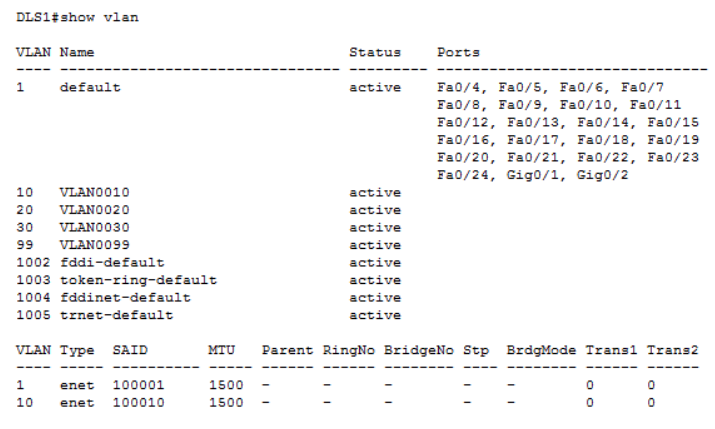 DLS1#show vlan
VLAN Name                             Status    Ports
---- -------------------------------- --------- -------------------------------
1    default                          active    Fa0/4, Fa0/5, Fa0/6, Fa0/7
                                                Fa0/8, Fa0/9, Fa0/10, Fa0/11
                                                Fa0/12, Fa0/13, Fa0/14, Fa0/15
                                                Fa0/16, Fa0/17, Fa0/18, Fa0/19
                                                Fa0/20, Fa0/21, Fa0/22, Fa0/23
                                                Fa0/24, Gig0/1, Gig0/2
10   VLAN0010                         active
20   VLAN0020                         active
30   VLAN0030                         active
99   VLAN0099                         active
1002 fddi-default                     active
1003 token-ring-default               active
1004 fddinet-default                  active
1005 trnet-default                    active
VLAN Type  SAID       MTU   Parent RingNo BridgeNo Stp  BrdgMode Trans1 Trans2
---- ----- ---------- ----- ------ ------ -------- ---- -------- ------ ------
1    enet  100001     1500  -      -      -        -    -        0      0
10   enet  100010     1500  -      -      -        -    -        0      0